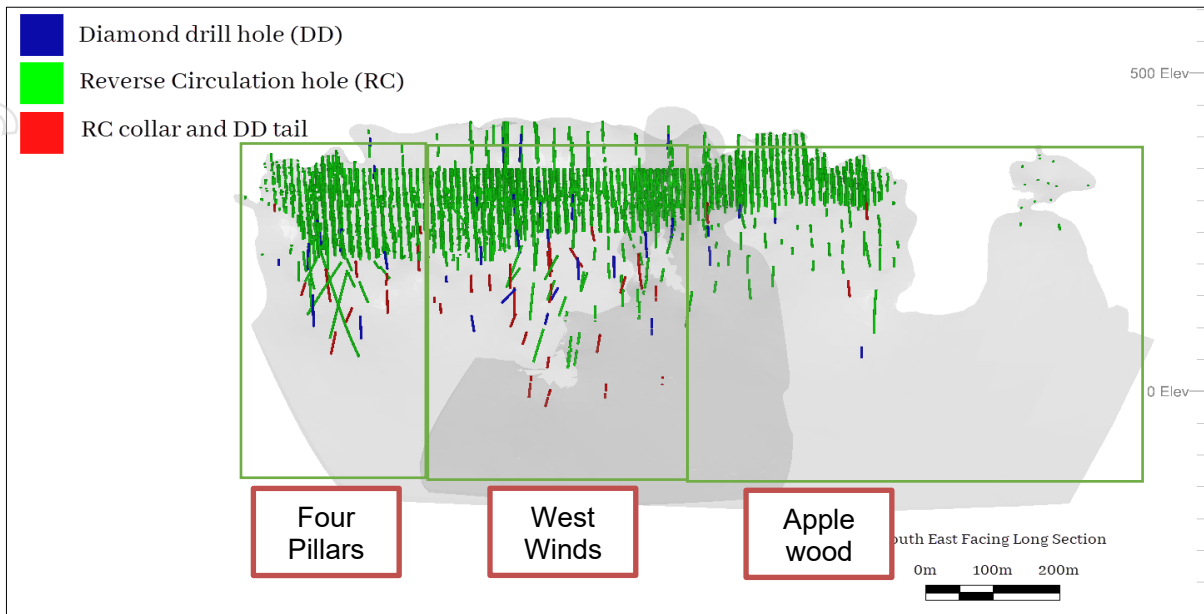 Diamond drill hole (DD)
Reverse Circulation hole (RC)
RC collar and DD tail
500 Elev
0 Elev
Four
Pillars
West
Winds
Apple
wood
outh East Facing Long Section
0m 100m 200m